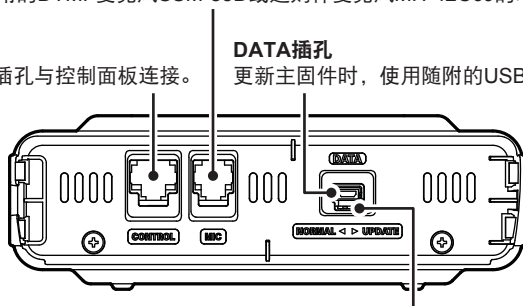 DATA插孔
插孔与控制面板连接。
更新主固件时，使用随附的USB
DATA
CONTROL
MIC
NORMAL ◁ ▷ UPDATE